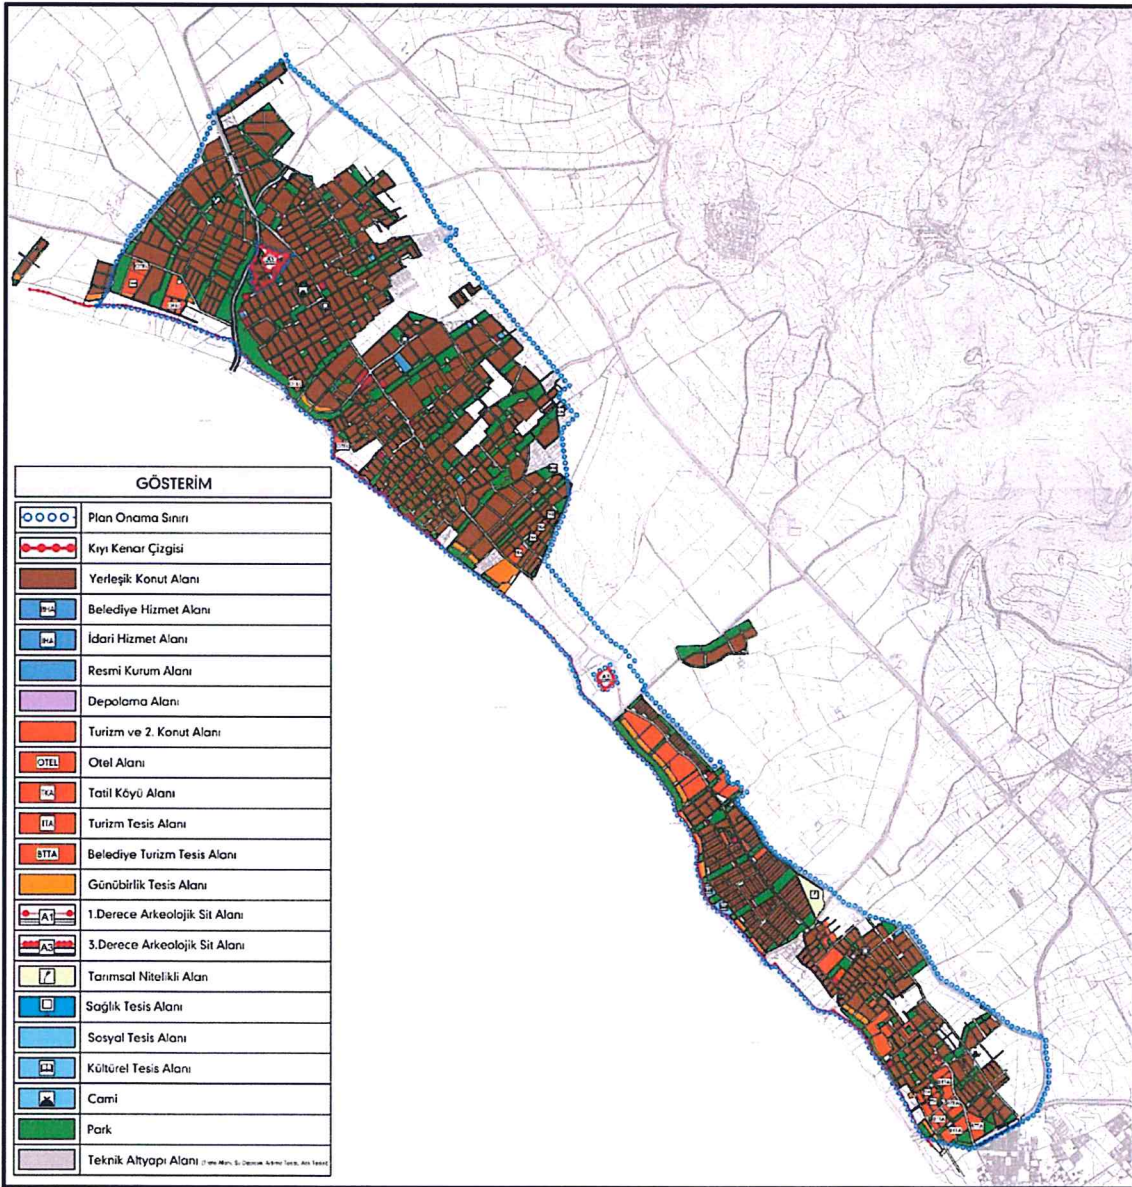 GÖSTERİM
Plan Onama Sınırı
Kıyı Kenar Çizgisi
Yerleşik Konut Alanı
BHA Belediye Hizmet Alanı
İHA İdari Hizmet Alanı
Resmi Kurum Alanı
Depolama Alanı
Turizm ve 2. Konut Alanı
OTEL Otel Alanı
TKA Tatil Köyü Alanı
TTA Turizm Tesis Alanı
BTTA Belediye Turizm Tesis Alanı
Günübirlik Tesis Alanı
A1 1.Derece Arkeolojik Sit Alanı
A3 3.Derece Arkeolojik Sit Alanı
Tarımsal Nitelikli Alan
Sağlık Tesis Alanı
Sosyal Tesis Alanı
Kültürel Tesis Alanı
Cami
Park
Teknik Altyapı Alanı